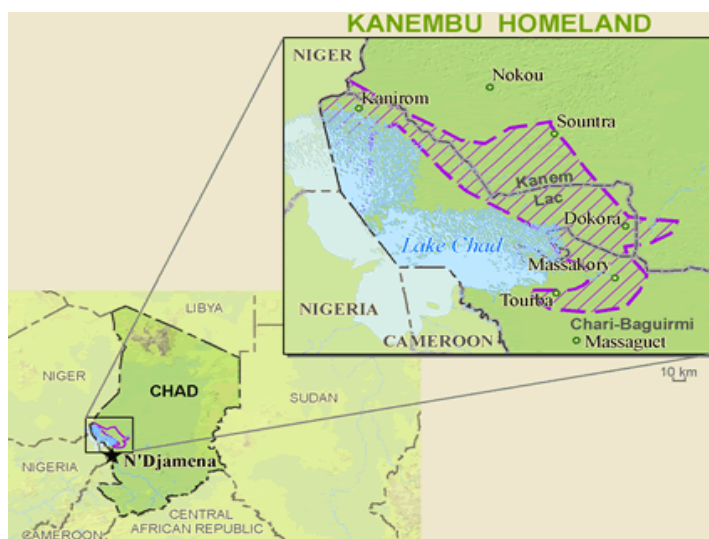 KANEMBU HOMELAND
NIGER
Nokou
Kanirom
Sountra
Kanem
Lac
Dokora
Lake Chad
Massakory
Tourba
NIGERIA
Chari-Baguirmi
CAMEROON
Massaguet
10 km
LIBYA
NIGER
CHAD
SUDAN
N'Djamena
NIGERIA
CENTRAL
AFRICAN REPUBLIC
CAMEROON